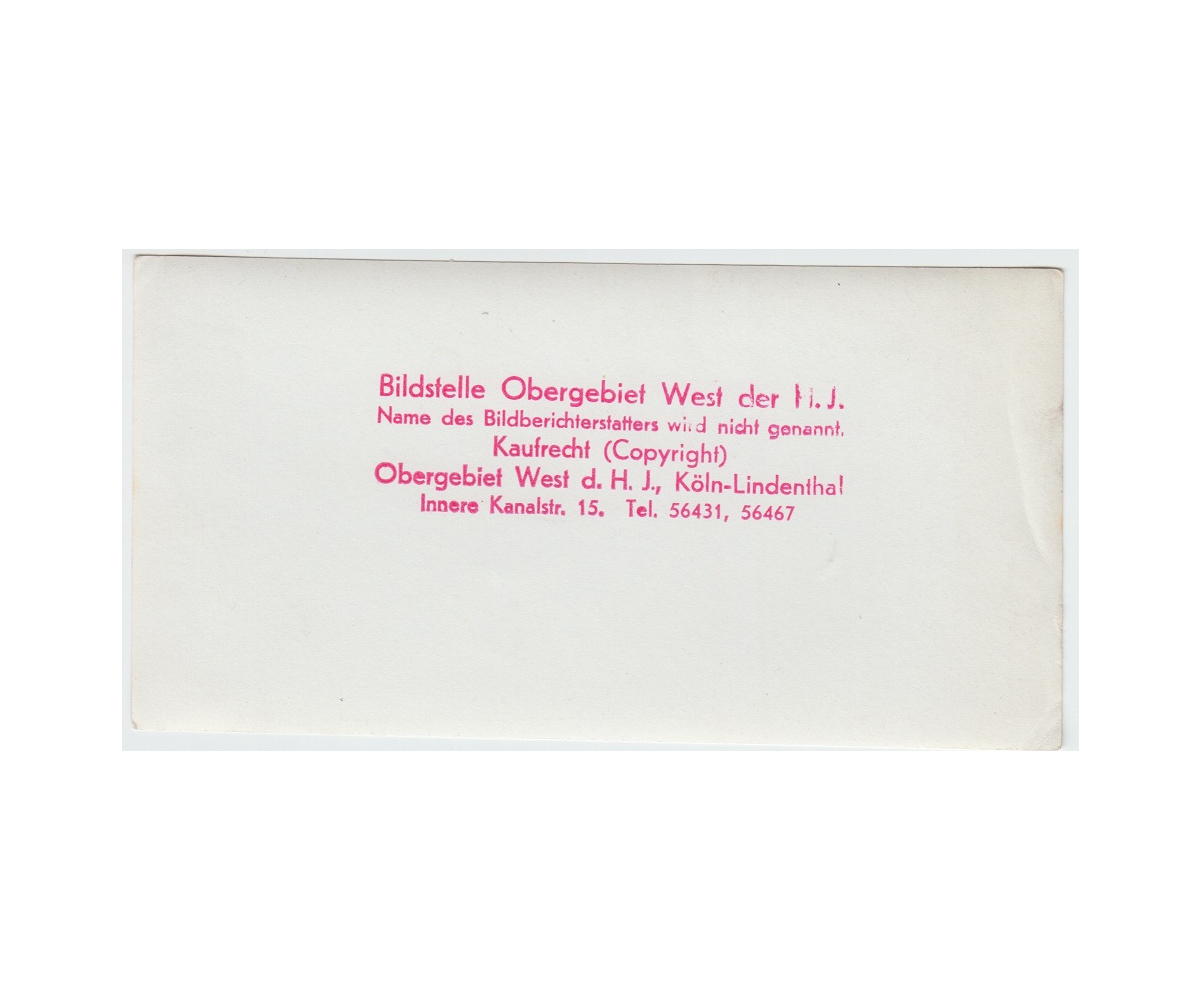 Bildstelle Obergebiet West der H. J.
Name des Bildberichterstatters wird nicht genannt.
Kaufrecht (Copyright)
Obergebiet West d. H. J., Köln-Lindenthal
Innere Kanalstr. 15. Tel. 56431, 56467